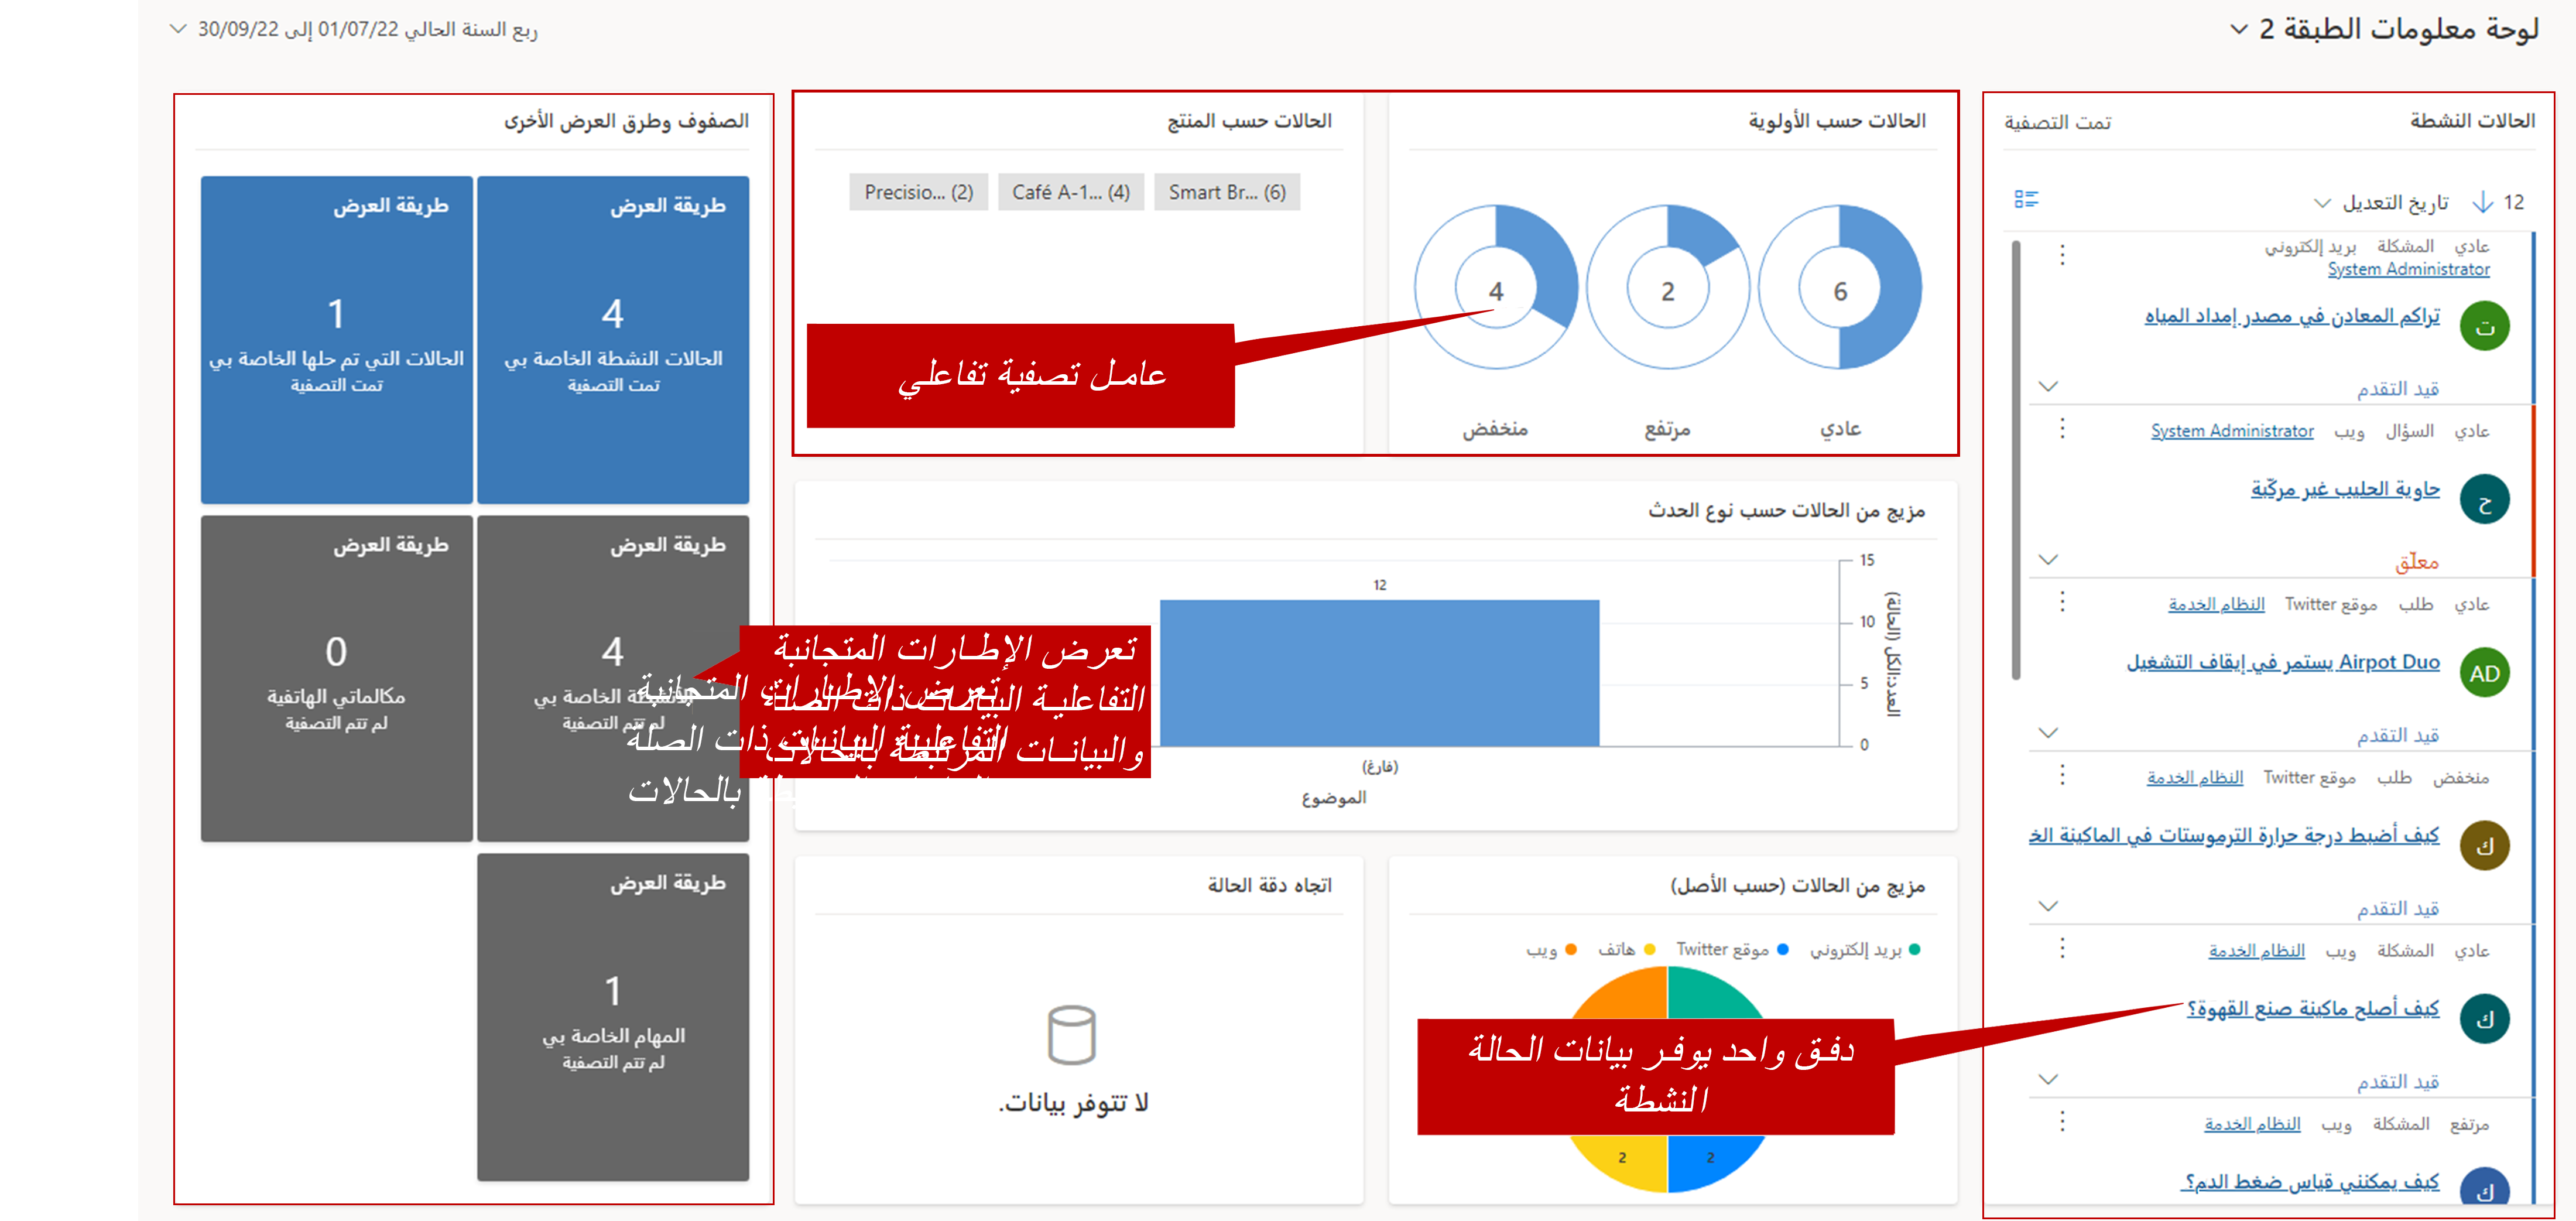 لوحة معلومات الطبقة 2
ربع السنة الحالي 01/07/22 إلى 30/09/22
الحالات النشطة
تمت التصفية
12 تاريخ التعديل
عادي المشكلة بريد إلكتروني
System Administrator
ت
تراكم المعادن في مصدر إمداد المياه
قيد التقدم
عادي السؤال ويب System Administrator
ح
حاوية الحليب غير مركّبة
معلّق
عادي طلب موقع Twitter النظام الخدمة
AD
Airpot Duo يستمر في إيقاف التشغيل
قيد التقدم
منخفض طلب موقع Twitter النظام الخدمة
ك
كيف أضبط درجة حرارة الترموستات في الماكينة الخ
قيد التقدم
عادي المشكلة ويب النظام الخدمة
ك
كيف أصلح ماكينة صنع القهوة؟
قيد التقدم
مرتفع المشكلة ويب النظام الخدمة
ك
كيف يمكنني قياس ضغط الدم؟
الحالات حسب الأولوية
6
2
4
عادي
مرتفع
منخفض
الحالات حسب المنتج
Smart Br... (6)
Café A-1... (4)
Precisio... (2)
عامل تصفية تفاعلي
مزيج من الحالات حسب نوع الحدث
العدد:الكل (الحالة)
15
10
5
0
12
(فارغ)
الموضوع
تعرض الإطارات المتجانبة
التفاعلية البيانات ذات الصلة
والبيانات المرتبطة بالحالات
تعرض الإطارات المتجانبة
التفاعلية البيانات ذات الصلة
بالحالات
مزيج من الحالات (حسب الأصل)
بريد إلكتروني
موقع Twitter
هاتف
ويب
2
2
دفق واحد يوفر بيانات الحالة
النشطة
اتجاه دقة الحالة
لا تتوفر بيانات.
الصفوف وطرق العرض الأخرى
طريقة العرض
4
الحالات النشطة الخاصة بي
تمت التصفية
طريقة العرض
1
الحالات التي تم حلها الخاصة بي
تمت التصفية
طريقة العرض
4
الخاصة بي
لم تتم التصفية
طريقة العرض
0
مكالماتي الهاتفية
لم تتم التصفية
طريقة العرض
1
المهام الخاصة بي
لم تتم التصفية